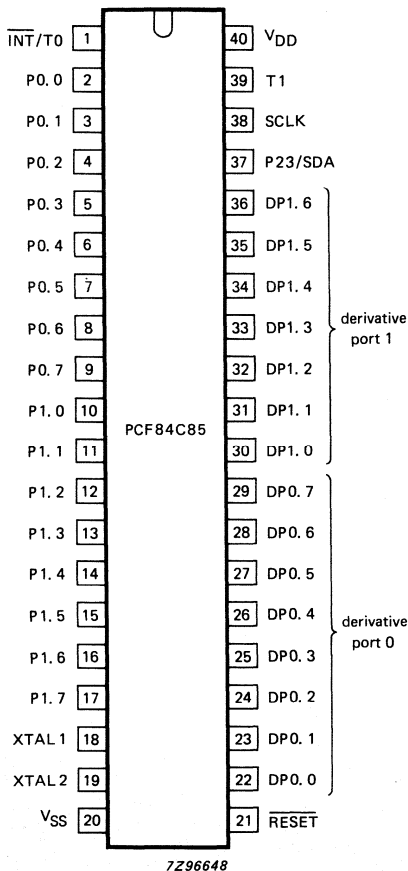 INT/T0 1 40 VDD
P0.0 2 39 T1
P0.1 3 38 SCLK
P0.2 4 37 P23/SDA
P0.3 5 36 DP1.6
P0.4 6 35 DP1.5
P0.5 7 34 DP1.4
P0.6 8 33 DP1.3
derivative
port 1
P0.7 9 32 DP1.2
P1.0 10 31 DP1.1
PCF84C85
P1.1 11 30 DP1.0
P1.2 12 29 DP0.7
P1.3 13 28 DP0.6
P1.4 14 27 DP0.5
P1.5 15 26 DP0.4
derivative
port 0
P1.6 16 25 DP0.3
P1.7 17 24 DP0.2
XTAL1 18 23 DP0.1
XTAL2 19 22 DP0.0
VSS 20 21 RESET
7Z96648